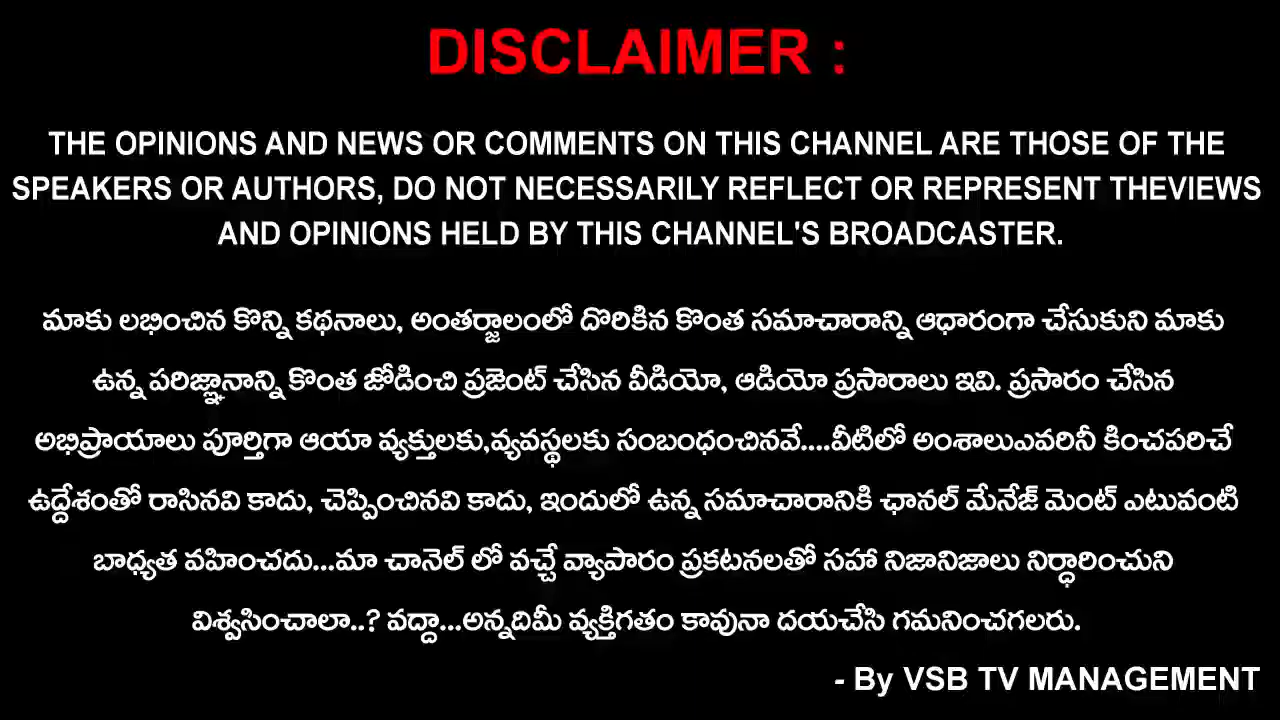 DISCLAIMER :
THE OPINIONS AND NEWS OR COMMENTS ON THIS CHANNEL ARE THOSE OF THE
SPEAKERS OR AUTHORS, DO NOT NECESSARILY REFLECT OR REPRESENT THEVIEWS
AND OPINIONS HELD BY THIS CHANNEL'S BROADCASTER.
మాకు లభించిన కొన్ని కథనాలు, అంతర్జాలంలో దొరికిన కొంత సమాచారాన్ని ఆధారంగా చేసుకుని మాకు
ఉన్న పరిజ్ఞానాన్ని కొంత జోడించి ప్రజెంట్ చేసిన వీడియో, ఆడియో ప్రసారాలు ఇవి. ప్రసారం చేసిన
అభిప్రాయాలు పూర్తిగా ఆయా వ్యక్తులకు,వ్యవస్థలకు సంబంధంచినవే....వీటిలో అంశాలుఎవరినీ కించపరిచే
ఉద్దేశంతో రాసినవి కాదు, చెప్పించినవి కాదు, ఇందులో ఉన్న సమాచారానికి ఛానల్ మేనేజ్ మెంట్ ఎటువంటి
బాధ్యత వహించదు...మా చానెల్ లో వచ్చే వ్యాపారం ప్రకటనలతో సహా నిజానిజాలు నిర్ధారించుని
విశ్వసించాలా..? వద్దా...అన్నదిమీ వ్యక్తిగతం కావునా దయచేసి గమనించగలరు.
- By VSB TV MANAGEMENT